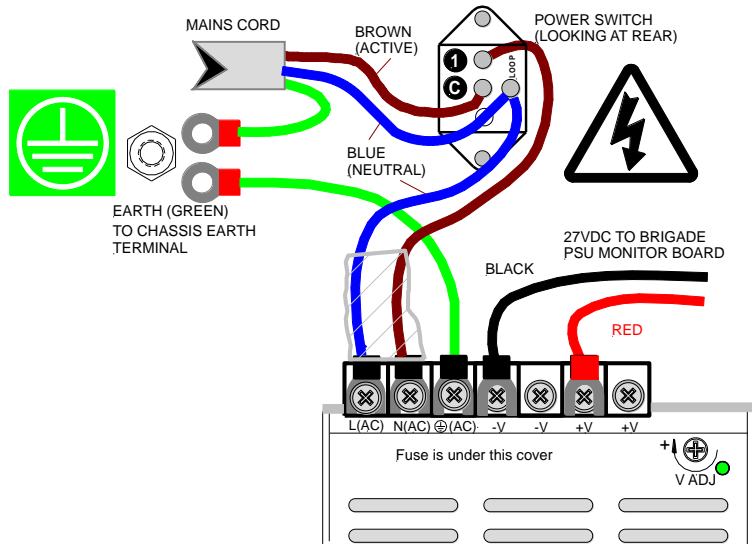 MAINS CORD
BROWN
(ACTIVE)
POWER SWITCH
(LOOKING AT REAR)
1
C
LOOP
BLUE
(NEUTRAL)
EARTH (GREEN)
TO CHASSIS EARTH
TERMINAL
27VDC TO BRIGADE
PSU MONITOR BOARD
BLACK
RED
L(AC) N(AC) (AC) -V -V +V +V
Fuse is under this cover
+
V ADJ